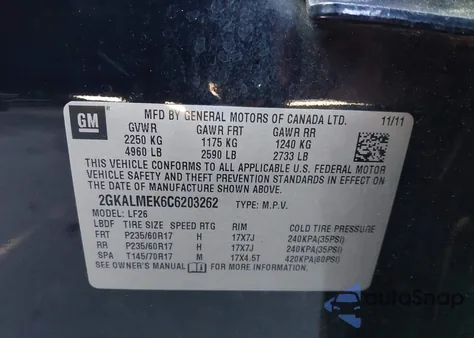 GM
MFD BY GENERAL MOTORS OF CANADA LTD. 11/11
GVWR GAWR FRT GAWR RR
2250 KG 1175 KG 1240 KG
4960 LB 2590 LB 2733 LB
THIS VEHICLE CONFORMS TO ALL APPLICABLE U.S. FEDERAL MOTOR
VEHICLE SAFETY, BUMPER, AND THEFT PREVENTION STANDARDS IN
EFFECT ON THE DATE OF MANUFACTURE SHOWN ABOVE.
2GKALMEK6C6203262 TYPE: M.P.V.
MODEL: LF26
LBDF TIRE SIZE SPEED RTG RIM COLD TIRE PRESSURE
FRT P235/60R17 H 17X7J 240KPA(35PSI)
RR P235/60R17 H 17X7J 240KPA(35PSI)
SPA T145/70R17 M 17X4.5T 420KPA(60PSI)
SEE OWNER'S MANUAL FOR MORE INFORMATION.
autoSnap